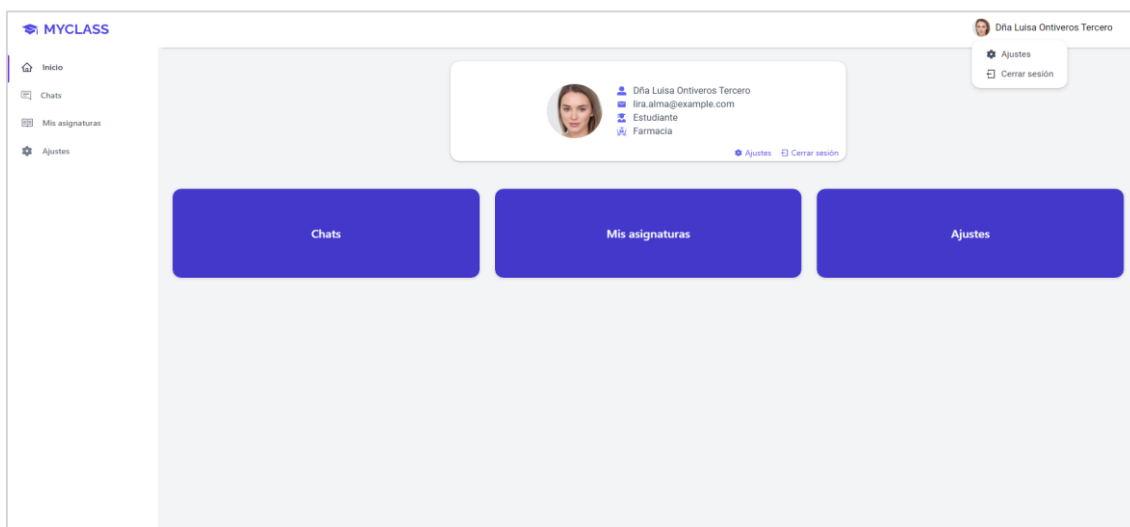 MYCLASS
Dña Luisa Ontiveros Tercero
Ajustes
Cerrar sesión
Inicio
Chats
Mis asignaturas
Ajustes
Dña Luisa Ontiveros Tercero
lira.alma@example.com
Estudiante
Farmacia
Ajustes Cerrar sesión
Chats Mis asignaturas Ajustes